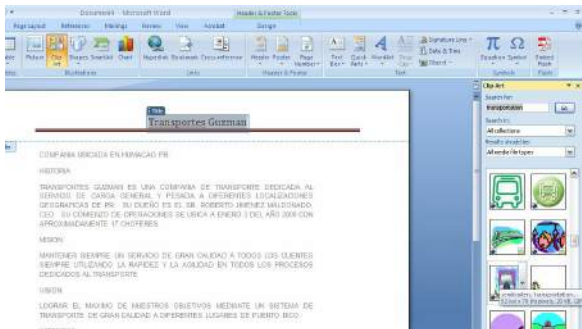 Document1 - Microsoft Word
Header & Footer Tools
Page Layout References Mailings Review View Acrobat Design
Picture Clip Art Shapes SmartArt Chart Hyperlink Bookmark Cross-reference Header Footer Page Number Text Box Quick Parts WordArt Drop Cap Signature Line Date & Time Object Equation Symbol Embed Flash
Illustrations Links Header & Footer Text Symbols Flash
Clip Art
Search for:
transportation Go
Search in:
All collections
Results should be:
All media file types
Title
Transportes Guzman
COMPAÑIA UBICADA EN HUMACAO PR
HISTORIA
TRANSPORTES GUZMAN ES UNA COMPAÑIA DE TRANSPORTE DEDICADA AL
SERVICIO DE CARGA GENERAL Y PESADA A DIFERENTES LOCALIZACIONES
GEOGRAFICAS DE PR. SU DUEÑO ES EL SR. ROBERTO JIMENEZ MALDONADO,
CEO. SU COMIENZO DE OPERACIONES SE UBICA A ENERO 3 DEL AÑO 2005 CON
APROXIMADAMENTE 17 CHOFERES
MISION
MANTENER SIEMPRE UN SERVICIO DE GRAN CALIDAD A TODOS LOS CLIENTES
SIEMPRE UTILIZANDO LA RAPIDEZ Y LA AGILIDAD EN TODOS LOS PROCESOS
DEDICADOS AL TRANSPORTE
VISION
LOGRAR EL MAXIMO DE NUESTROS OBJETIVOS MEDIANTE UN SISTEMA DE
TRANSPORTE DE GRAN CALIDAD A DIFERENTES LUGARES DE PUERTO RICO